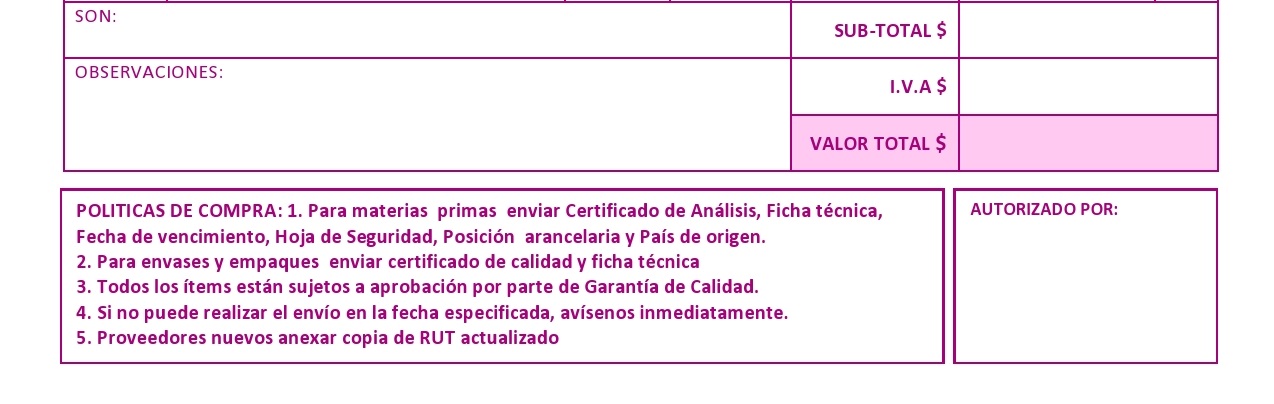 SON:
SUB-TOTAL $
OBSERVACIONES:
I.V.A $
VALOR TOTAL $
POLITICAS DE COMPRA: 1. Para materias  primas  enviar Certificado de Análisis, Ficha técnica,
Fecha de vencimiento, Hoja de Seguridad, Posición  arancelaria y País de origen.
2. Para envases y empaques  enviar certificado de calidad y ficha técnica
3. Todos los ítems están sujetos a aprobación por parte de Garantía de Calidad.
4. Si no puede realizar el envío en la fecha especificada, avísenos inmediatamente.
5. Proveedores nuevos anexar copia de RUT actualizado
AUTORIZADO POR: